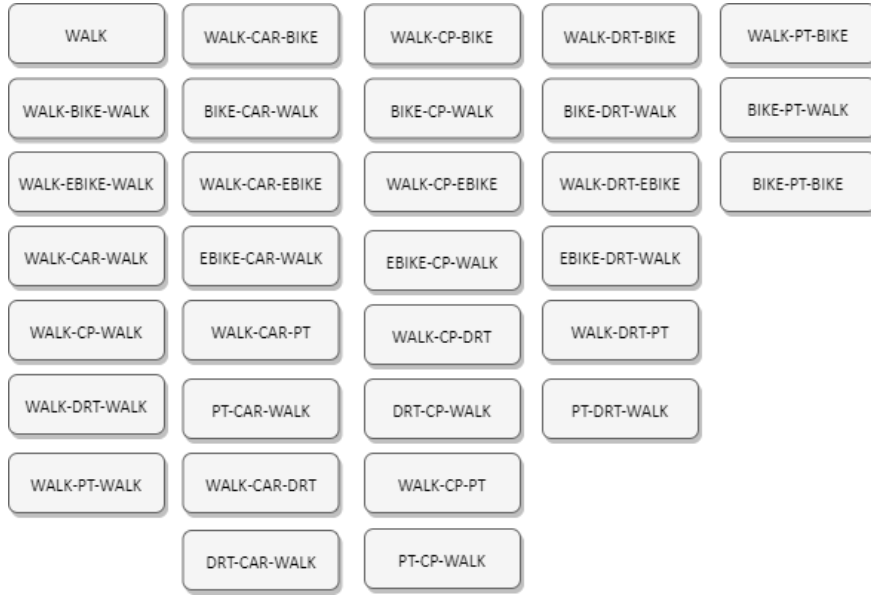 WALK
WALK-CAR-BIKE
WALK-CP-BIKE
WALK-DRT-BIKE
WALK-PT-BIKE
WALK-BIKE-WALK
BIKE-CAR-WALK
BIKE-CP-WALK
BIKE-DRT-WALK
BIKE-PT-WALK
WALK-EBIKE-WALK
WALK-CAR-EBIKE
WALK-CP-EBIKE
WALK-DRT-EBIKE
BIKE-PT-BIKE
WALK-CAR-WALK
EBIKE-CAR-WALK
EBIKE-CP-WALK
EBIKE-DRT-WALK
WALK-CP-WALK
WALK-CAR-PT
WALK-CP-DRT
WALK-DRT-PT
WALK-DRT-WALK
PT-CAR-WALK
DRT-CP-WALK
PT-DRT-WALK
WALK-PT-WALK
WALK-CAR-DRT
WALK-CP-PT
DRT-CAR-WALK
PT-CP-WALK